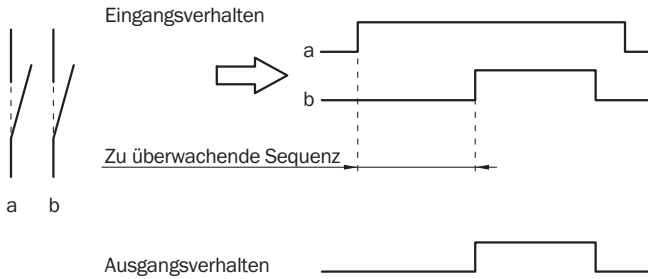 Eingangsverhalten
a
b
Zu überwachende Sequenz
a b
Ausgangsverhalten